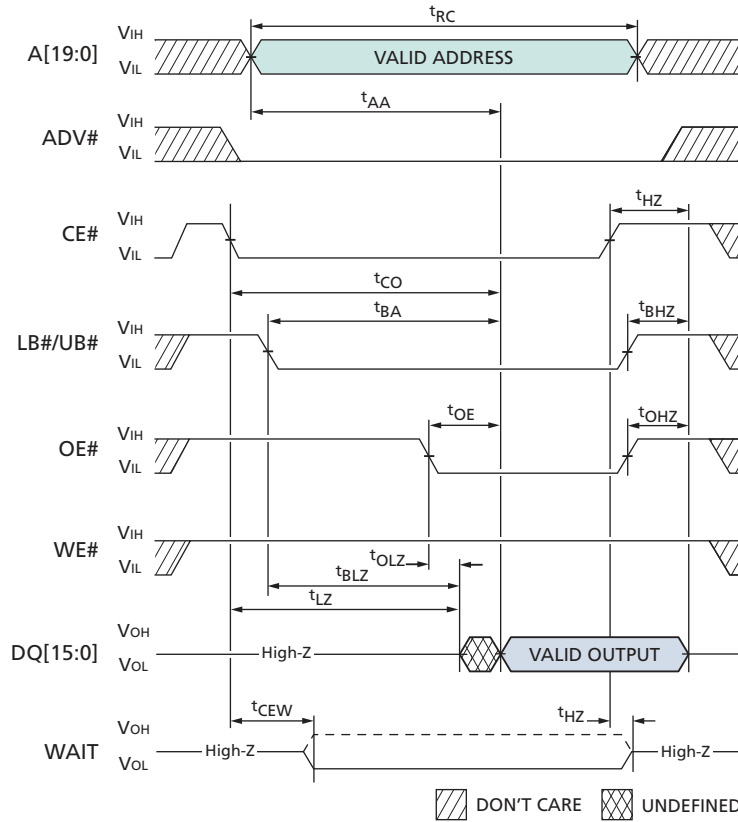 tRC
A[19:0] VIH VIL VALID ADDRESS
tAA
ADV# VIH VIL
CE# VIH VIL tHZ
tCO
tBA
LB#/UB# VIH VIL tBHZ
OE# VIH VIL tOE tOHZ
WE# VIH VIL
tOLZ
tBLZ
tLZ
DQ[15:0] VOH VOL High-Z VALID OUTPUT
tCEW tHZ
WAIT VOH VOL High-Z High-Z
DON'T CARE UNDEFINED